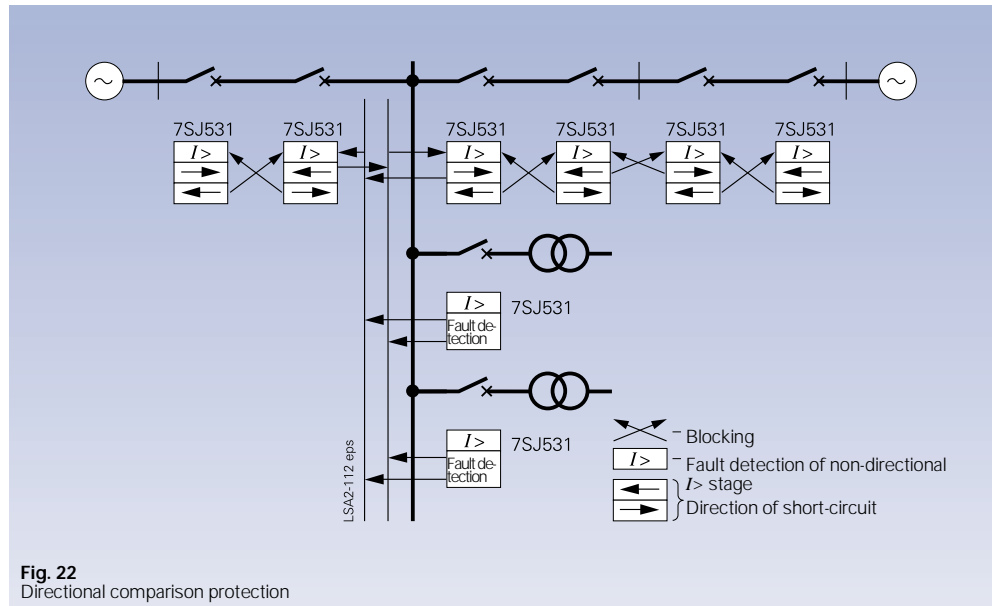 7SJ531 7SJ531 7SJ531 7SJ531 7SJ531 7SJ531
I> I> I> I> I> I>
I> 7SJ531
Fault de-
tection
I> 7SJ531
Fault de-
tection
LSA2-112 eps
Blocking
I> Fault detection of non-directional
I> stage
Direction of short-circuit
Fig. 22
Directional comparison protection